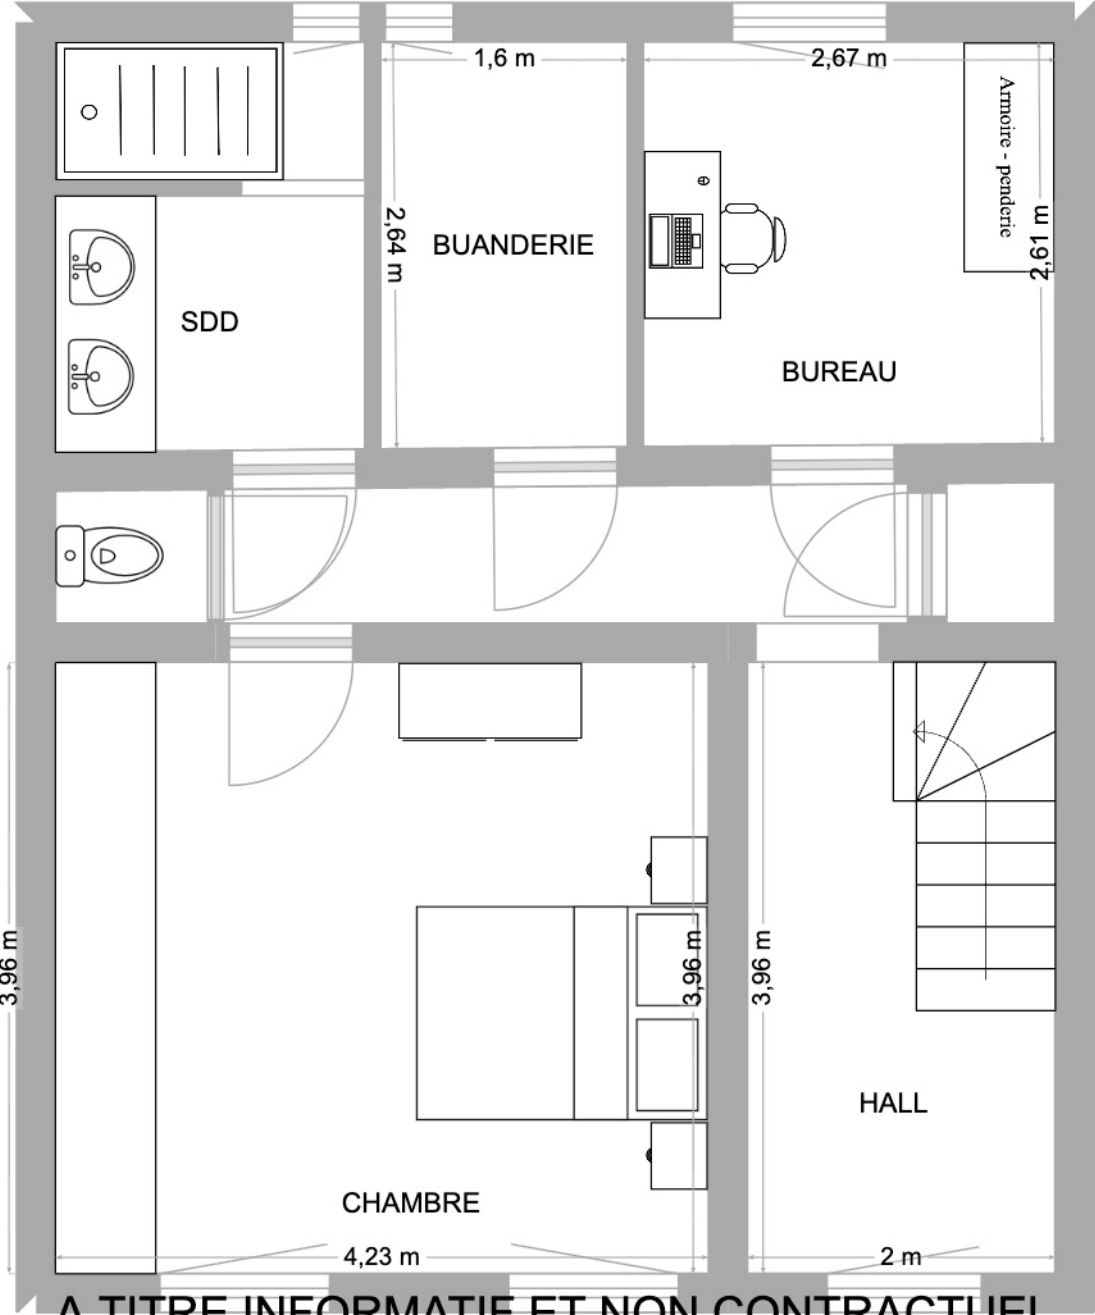 1,6 m
2,67 m
Armoire - penderie
2,64 m
2,61 m
BUANDERIE
SDD
BUREAU
3,96 m
3,96 m
3,96 m
HALL
CHAMBRE
4,23 m
2 m
A TITRE INFORMATIF ET NON CONTRACTUEL